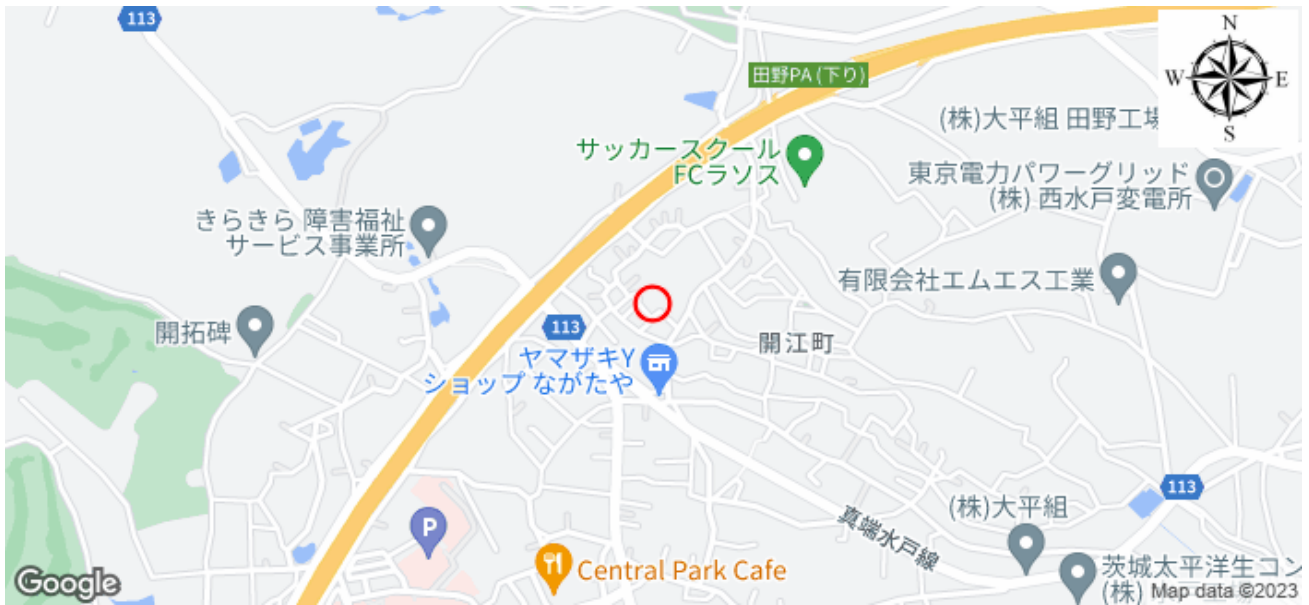 113
N
W
E
S
田野PA (下り)
(株)大平組 田野工場
サッカースクール
FCラソス
東京電力パワーグリッド
(株) 西水戸変電所
きらきら 障害福祉
サービス事業所
有限会社エムエス工業
開拓碑
113
開江町
ヤマザキY
ショップ ながたや
113
(株)大平組
真端水戸線
P
Central Park Cafe
茨城太平洋生コン
(株)
Google
Map data ©2023